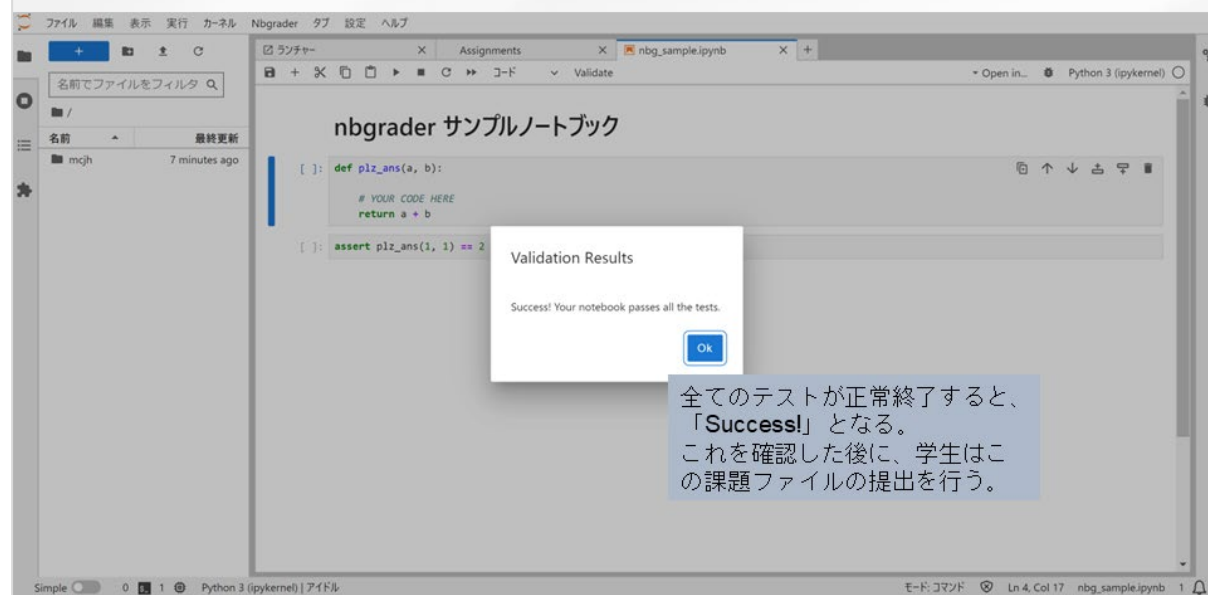 ファイル 編集 表示 実行 カーネル Nbgrader タブ 設定 ヘルプ
ランチャー × Assignments × nbg_sample.ipynb × +
コード Validate Open in... Python 3 (ipykernel)
名前でファイルをフィルタ
/
名前 最終更新
mcjh 7 minutes ago
nbgrader サンプルノートブック
[ ]: def plz_ans(a, b):
# YOUR CODE HERE
return a + b
[ ]: assert plz_ans(1, 1) == 2
Validation Results
Success! Your notebook passes all the tests.
Ok
全てのテストが正常終了すると、
「Success!」となる。
これを確認した後に、学生はこ
の課題ファイルの提出を行う。
Simple 0 1 Python 3 (ipykernel) | アイドル モード: コマンド Ln 4, Col 17 nbg_sample.ipynb 1